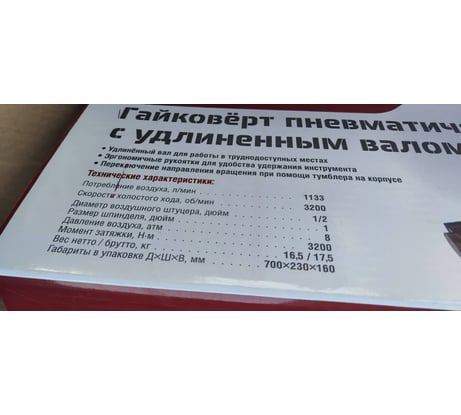 Гайковёрт пневматич
с удлиненным валом
• Удлинённый вал для работы в труднодоступных местах
• Эргономичные рукоятки для удобства удержания инструмента
• Переключение направления вращения при помощи тумблера на корпусе
Технические характеристики:
Потребление воздуха, л/мин 1133
Скорость холостого хода, об/мин 3200
Диаметр воздушного штуцера, дюйм 1/2
Размер шпинделя, дюйм 1
Давление воздуха, атм 8
Момент затяжки, Н·м 3200
Вес нетто / брутто, кг 16,5 / 17,5
Габариты в упаковке Д×Ш×В, мм 700×230×160